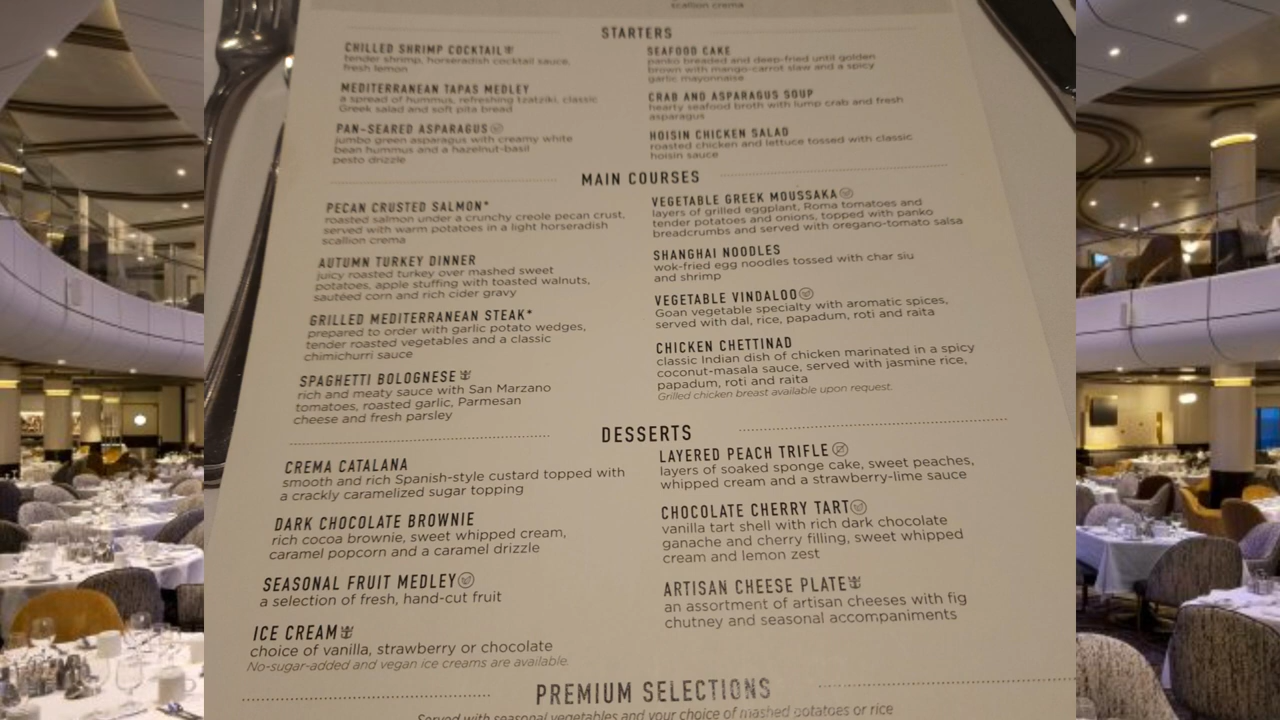 scallion crema
STARTERS
CHILLED SHRIMP COCKTAIL
tender shrimp, horseradish cocktail sauce,
fresh lemon
MEDITERRANEAN TAPAS MEDLEY
a spread of hummus, refreshing tzatziki, classic
Greek salad and soft pita bread
PAN-SEARED ASPARAGUS
jumbo green asparagus with creamy white
bean hummus and a hazelnut-basil
pesto drizzle
SEAFOOD CAKE
panko breaded and deep-fried until golden
brown with mango-carrot slaw and a spicy
garlic mayonnaise
CRAB AND ASPARAGUS SOUP
hearty seafood broth with lump crab and fresh
asparagus
HOISIN CHICKEN SALAD
roasted chicken and lettuce tossed with classic
hoisin sauce
MAIN COURSES
PECAN CRUSTED SALMON*
roasted salmon under a crunchy creole pecan crust,
served with warm potatoes in a light horseradish
scallion crema
AUTUMN TURKEY DINNER
juicy roasted turkey over mashed sweet
potatoes, apple stuffing with toasted walnuts,
sautéed corn and rich cider gravy
GRILLED MEDITERRANEAN STEAK*
prepared to order with garlic potato wedges,
tender roasted vegetables and a classic
chimichurri sauce
SPAGHETTI BOLOGNESE
rich and meaty sauce with San Marzano
tomatoes, roasted garlic, Parmesan
cheese and fresh parsley
VEGETABLE GREEK MOUSSAKA
layers of grilled eggplant, Roma tomatoes and
tender potatoes and onions, topped with panko
breadcrumbs and served with oregano-tomato salsa
SHANGHAI NOODLES
wok-fried egg noodles tossed with char siu
and shrimp
VEGETABLE VINDALOO
Goan vegetable specialty with aromatic spices,
served with dal, rice, papadum, roti and raita
CHICKEN CHETTINAD
classic Indian dish of chicken marinated in a spicy
coconut-masala sauce, served with jasmine rice,
papadum, roti and raita
Grilled chicken breast available upon request.
DESSERTS
CREMA CATALANA
smooth and rich Spanish-style custard topped with
a crackly caramelized sugar topping
DARK CHOCOLATE BROWNIE
rich cocoa brownie, sweet whipped cream,
caramel popcorn and a caramel drizzle
SEASONAL FRUIT MEDLEY
a selection of fresh, hand-cut fruit
ICE CREAM
choice of vanilla, strawberry or chocolate
No-sugar-added and vegan ice creams are available.
LAYERED PEACH TRIFLE
layers of soaked sponge cake, sweet peaches,
whipped cream and a strawberry-lime sauce
CHOCOLATE CHERRY TART
vanilla tart shell with rich dark chocolate
ganache and cherry filling, sweet whipped
cream and lemon zest
ARTISAN CHEESE PLATE
an assortment of artisan cheeses with fig
chutney and seasonal accompaniments
PREMIUM SELECTIONS
Served with seasonal vegetables and your choice of mashed potatoes or rice